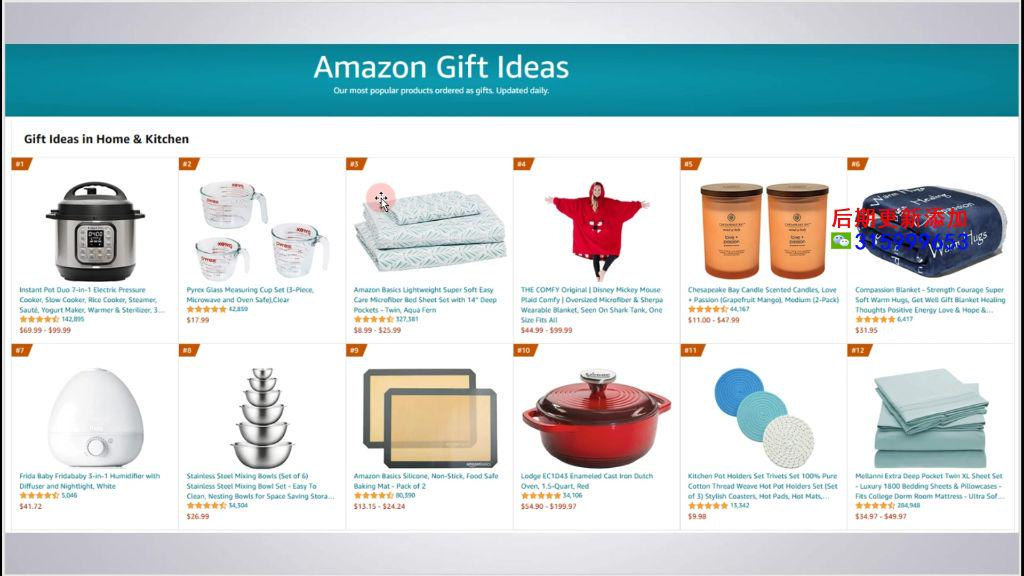 Amazon Gift Ideas
Our most popular products ordered as gifts. Updated daily.
Gift Ideas in Home & Kitchen
#1
#2
#3
#4
#5
#6
后期更新添加
315999653
Instant Pot Duo 7-in-1 Electric Pressure
Cooker, Slow Cooker, Rice Cooker, Steamer,
Sauté, Yogurt Maker, Warmer & Sterilizer, 3...
142,895
$69.99 - $99.99
Pyrex Glass Measuring Cup Set (3-Piece,
Microwave and Oven Safe),Clear
42,859
$17.99
Amazon Basics Lightweight Super Soft Easy
Care Microfiber Bed Sheet Set with 14" Deep
Pockets - Twin, Aqua Fern
327,381
$8.99 - $25.99
THE COMFY Original | Disney Mickey Mouse
Plaid Comfy | Oversized Microfiber & Sherpa
Wearable Blanket, Seen On Shark Tank, One
Size Fits All
$44.99 - $99.99
Chesapeake Bay Candle Scented Candles, Love
+ Passion (Grapefruit Mango), Medium (2-Pack)
44,167
$11.00 - $47.99
Compassion Blanket - Strength Courage Super
Soft Warm Hugs, Get Well Gift Blanket Healing
Thoughts Positive Energy Love & Hope &...
6,417
$31.95
#7
#8
#9
#10
#11
#12
Frida Baby Fridababy 3-in-1 Humidifier with
Diffuser and Nightlight, White
5,046
$41.72
Stainless Steel Mixing Bowls (Set of 6)
Stainless Steel Mixing Bowl Set - Easy To
Clean, Nesting Bowls for Space Saving Stora...
34,304
$26.99
Amazon Basics Silicone, Non-Stick, Food Safe
Baking Mat - Pack of 2
80,390
$13.15 - $24.24
Lodge EC1D43 Enameled Cast Iron Dutch
Oven, 1.5-Quart, Red
34,106
$54.90 - $199.97
Kitchen Pot Holders Set Trivets Set 100% Pure
Cotton Thread Weave Hot Pot Holders Set (Set
of 3) Stylish Coasters, Hot Pads, Hot Mats,...
13,342
$9.98
Mellanni Extra Deep Pocket Twin XL Sheet Set
- Luxury 1800 Bedding Sheets & Pillowcases -
Fits College Dorm Room Mattress - Ultra Sof...
284,948
$34.97 - $49.97